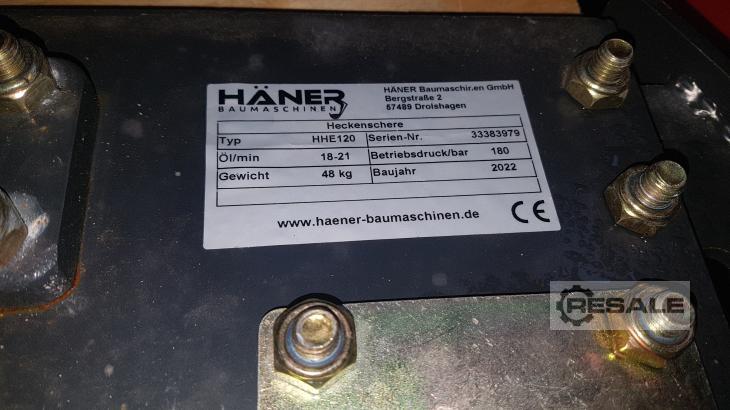 HÄNER
BAUMASCHINEN
HÄNER Baumaschinen GmbH
Bergstraße 2
57489 Drolshagen
Heckenschere
Typ HHE120 Serien-Nr. 33383979
Öl/min 18-21 Betriebsdruck/bar 180
Gewicht 48 kg Baujahr 2022
www.haener-baumaschinen.de CE
RESALE